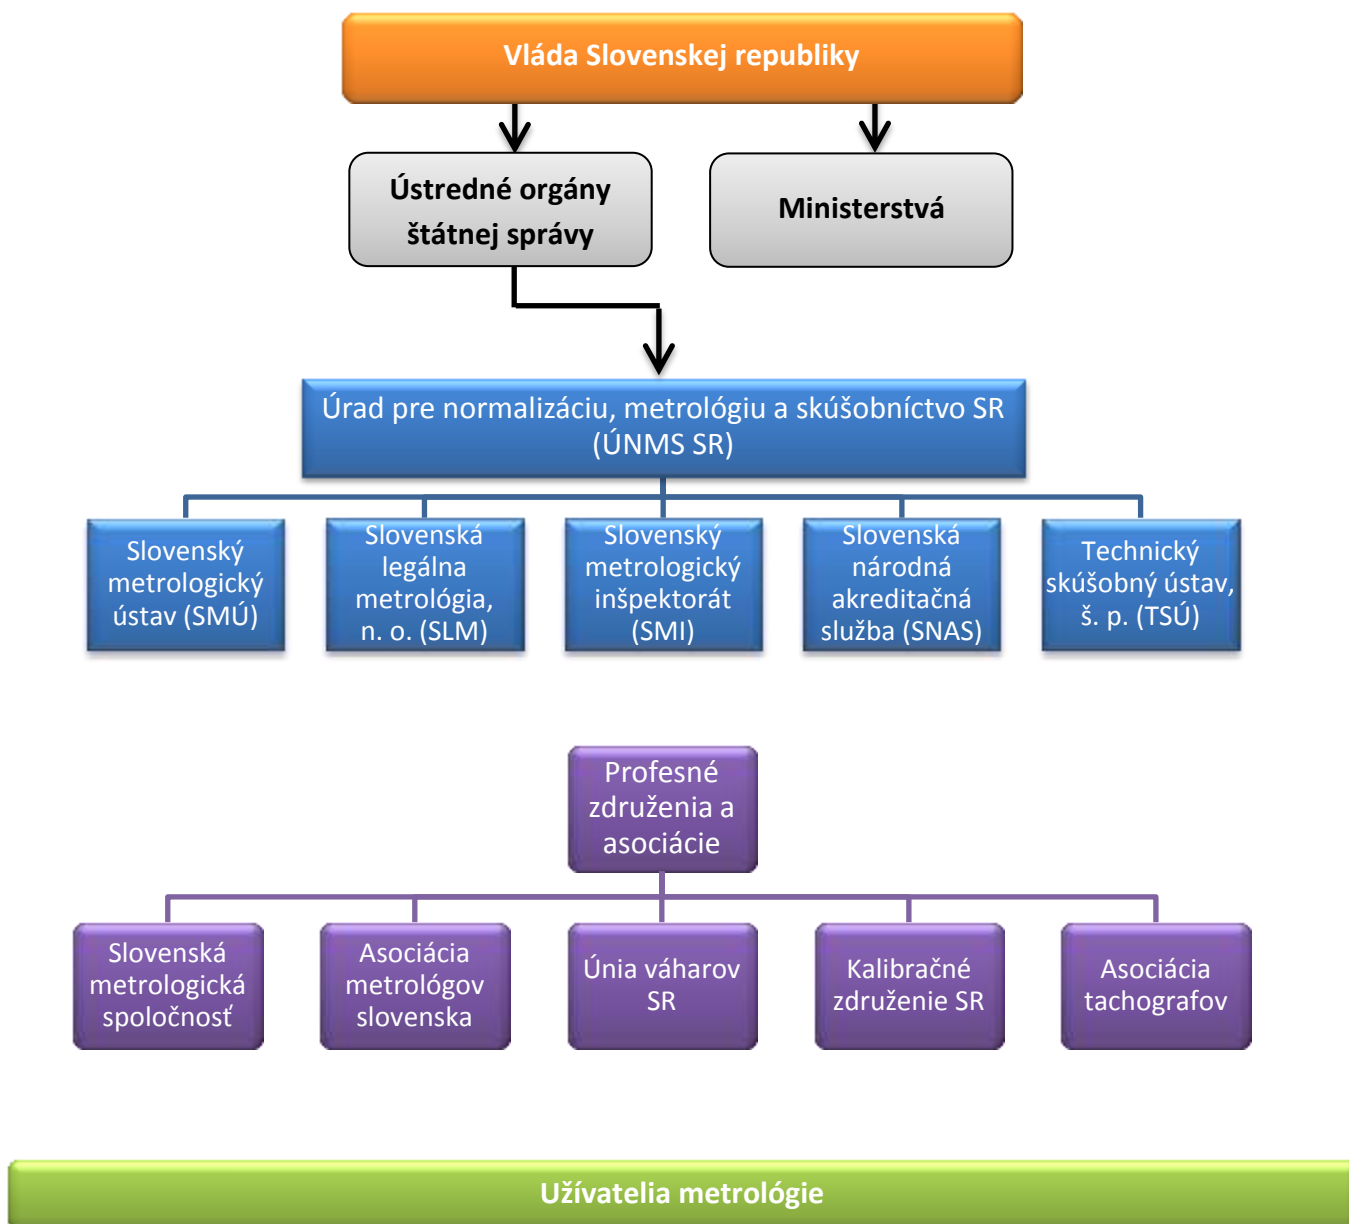 Vláda Slovenskej republiky
Ústredné orgány
štátnej správy
Ministerstvá
Úrad pre normalizáciu, metrológiu a skúšobníctvo SR
(ÚNMS SR)
Slovenský
metrologický
ústav (SMÚ)
Slovenská
legálna
metrológia,
n. o. (SLM)
Slovenský
metrologický
inšpektorát
(SMI)
Slovenská
národná
akreditačná
služba (SNAS)
Technický
skúšobný ústav,
š. p. (TSÚ)
Profesné
združenia a
asociácie
Slovenská
metrologická
spoločnosť
Asociácia
metrológov
slovenska
Únia váharov
SR
Kalibračné
združenie SR
Asociácia
tachografov
Užívatelia metrológie